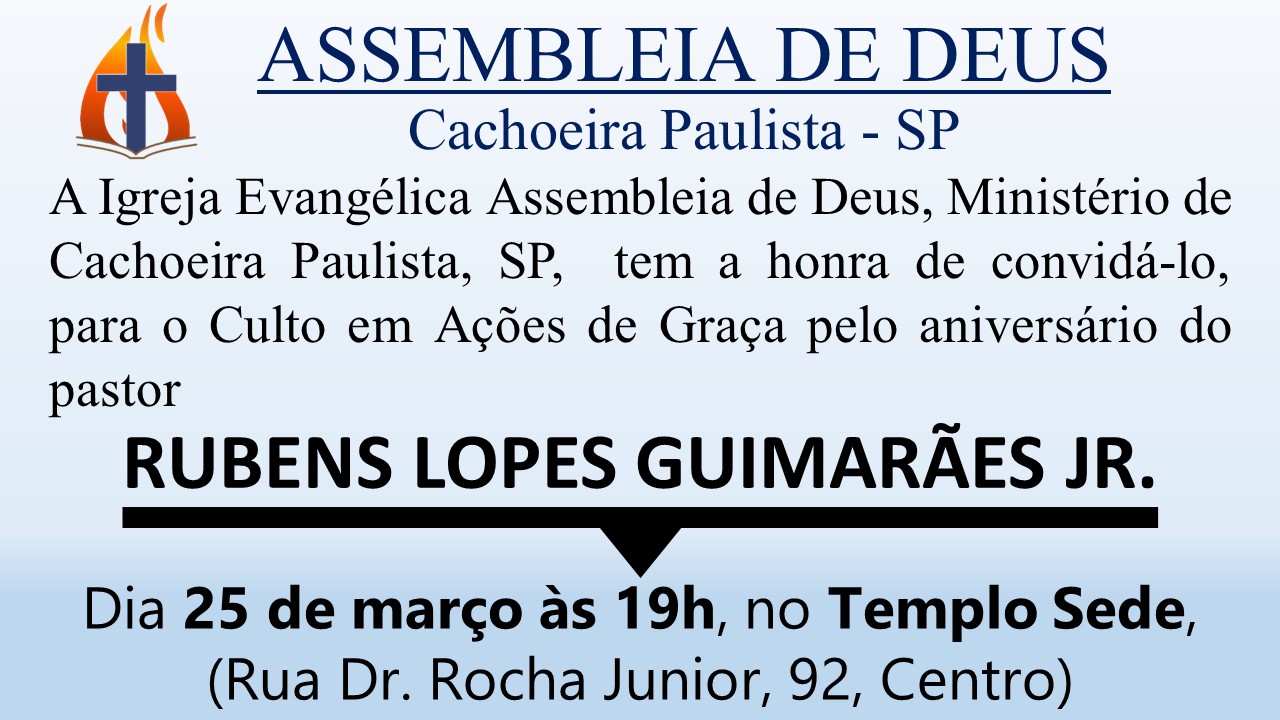 ASSEMBLEIA DE DEUS
Cachoeira Paulista - SP
A Igreja Evangélica Assembleia de Deus, Ministério de
Cachoeira Paulista, SP, tem a honra de convidá-lo,
para o Culto em Ações de Graça pelo aniversário do
pastor
RUBENS LOPES GUIMARÃES JR.
Dia 25 de março às 19h, no Templo Sede,
(Rua Dr. Rocha Junior, 92, Centro)